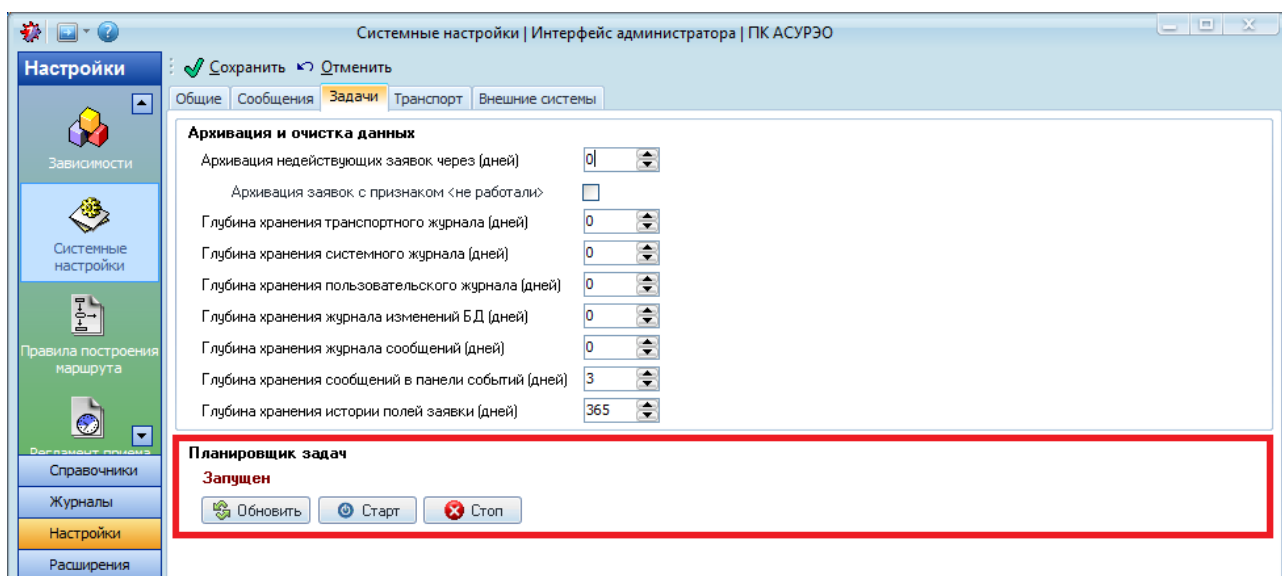 Системные настройки | Интерфейс администратора | ПК АСУРЭО
Настройки
Сохранить Отменить
Общие Сообщения Задачи Транспорт Внешние системы
Зависимости
Системные
настройки
Правила построения
маршрута
Регламент приема
Справочники
Журналы
Настройки
Расширения
Архивация и очистка данных
Архивация недействующих заявок через (дней) 0
Архивация заявок с признаком <не работали>
Глубина хранения транспортного журнала (дней) 0
Глубина хранения системного журнала (дней) 0
Глубина хранения пользовательского журнала (дней) 0
Глубина хранения журнала изменений БД (дней) 0
Глубина хранения журнала сообщений (дней) 0
Глубина хранения сообщений в панели событий (дней) 3
Глубина хранения истории полей заявки (дней) 365
Планировщик задач
Запущен
Обновить Старт Стоп